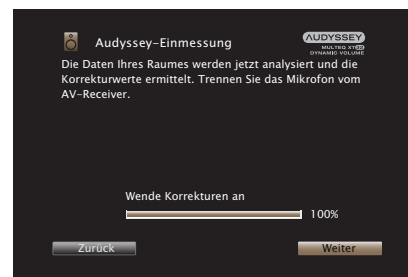 Audyssey-Einmessung
AUDYSSEY
MULTEQ XT32
DYNAMIC VOLUME
Die Daten Ihres Raumes werden jetzt analysiert und die
Korrekturwerte ermittelt. Trennen Sie das Mikrofon vom
AV-Receiver.
Wende Korrekturen an
100%
Zurück
Weiter